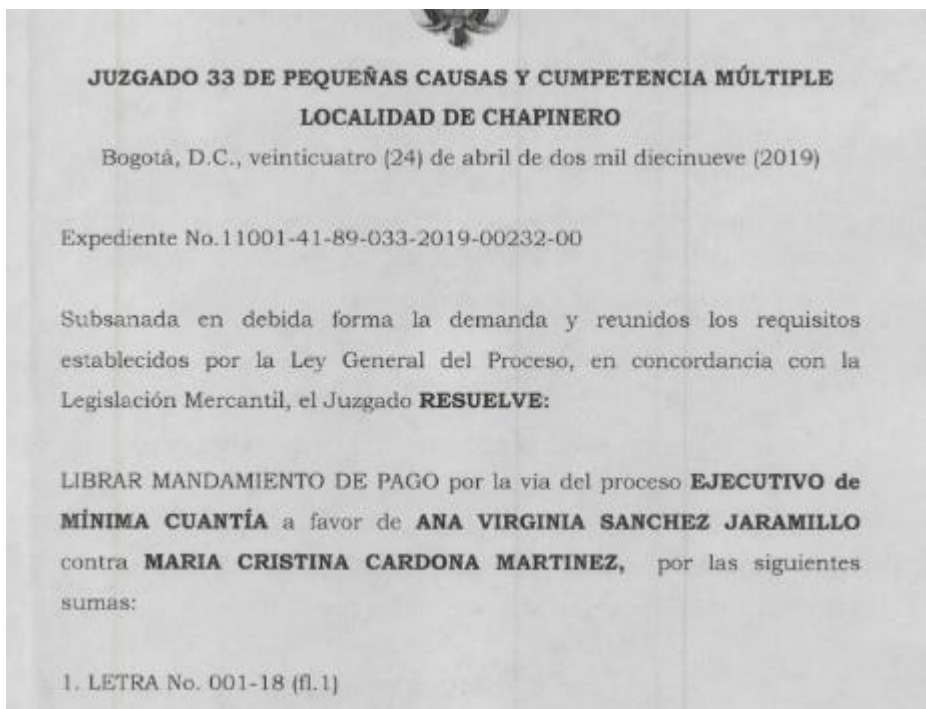 JUZGADO 33 DE PEQUEÑAS CAUSAS Y CUMPETENCIA MÚLTIPLE
LOCALIDAD DE CHAPINERO
Bogotá, D.C., veinticuatro (24) de abril de dos mil diecinueve (2019)
Expediente No.11001-41-89-033-2019-00232-00
Subsanada en debida forma la demanda y reunidos los requisitos
establecidos por la Ley General del Proceso, en concordancia con la
Legislación Mercantil, el Juzgado RESUELVE:
LIBRAR MANDAMIENTO DE PAGO por la via del proceso EJECUTIVO de
MÍNIMA CUANTÍA a favor de ANA VIRGINIA SANCHEZ JARAMILLO
contra MARIA CRISTINA CARDONA MARTINEZ, por las siguientes
sumas:
1. LETRA No. 001-18 (fl.1)